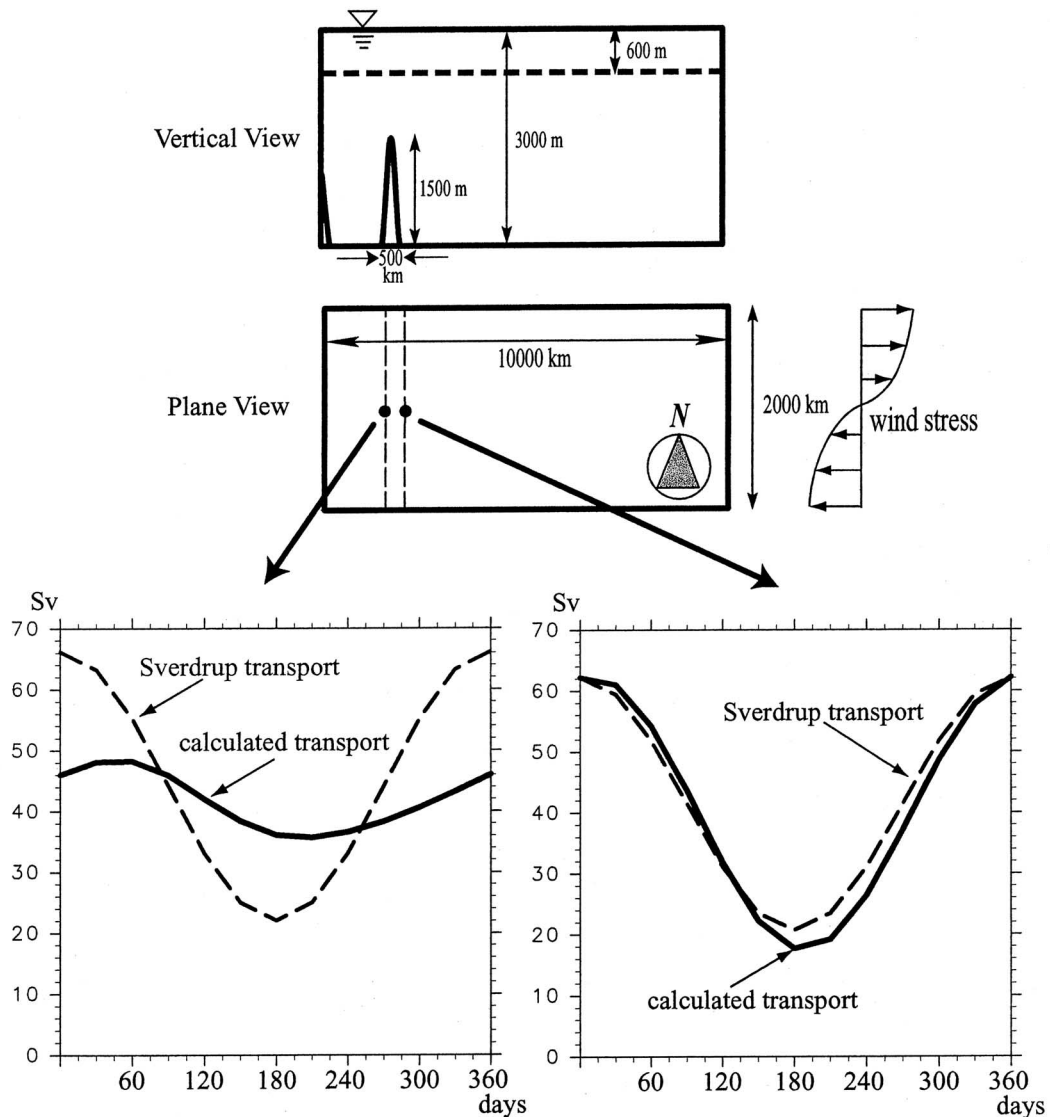 600 m
Vertical View
3000 m
1500 m
500
km
10000 km
Plane View
2000 km
N
wind stress
Sv
70
60
50
40
30
20
10
0
Sverdrup transport
calculated transport
60
120
180
240
300
360
days
Sv
70
60
50
40
30
20
10
0
Sverdrup transport
calculated transport
60
120
180
240
300
360
days